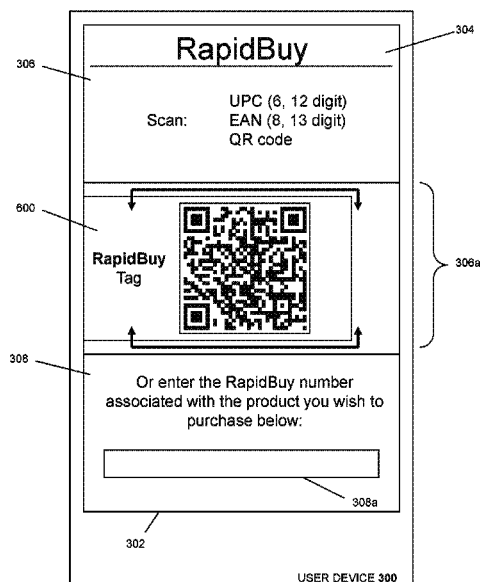 RapidBuy
304
306
UPC (6, 12 digit)
Scan: EAN (8, 13 digit)
QR code
600
RapidBuy
Tag
306a
308
Or enter the RapidBuy number
associated with the product you wish to
purchase below:
308a
302
USER DEVICE 300